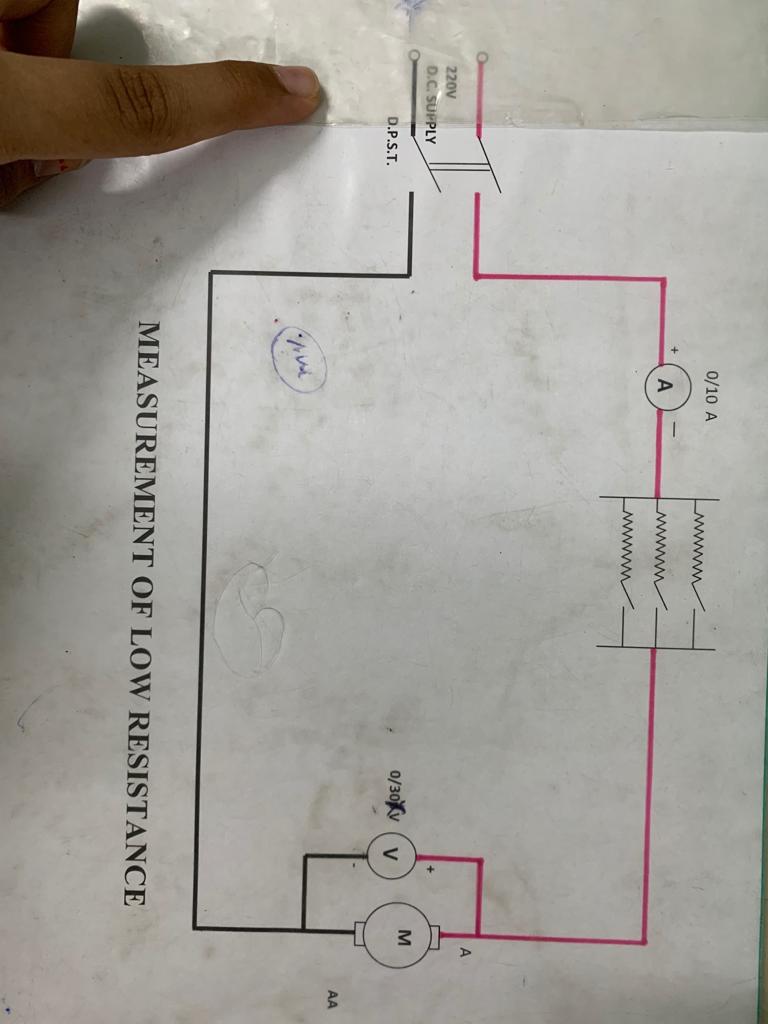 220V
D.C. SUPPLY
D.P.S.T.
0/10 A
+
A
—
0/30 V
V
+
-
M
A
AA
MEASUREMENT OF LOW RESISTANCE